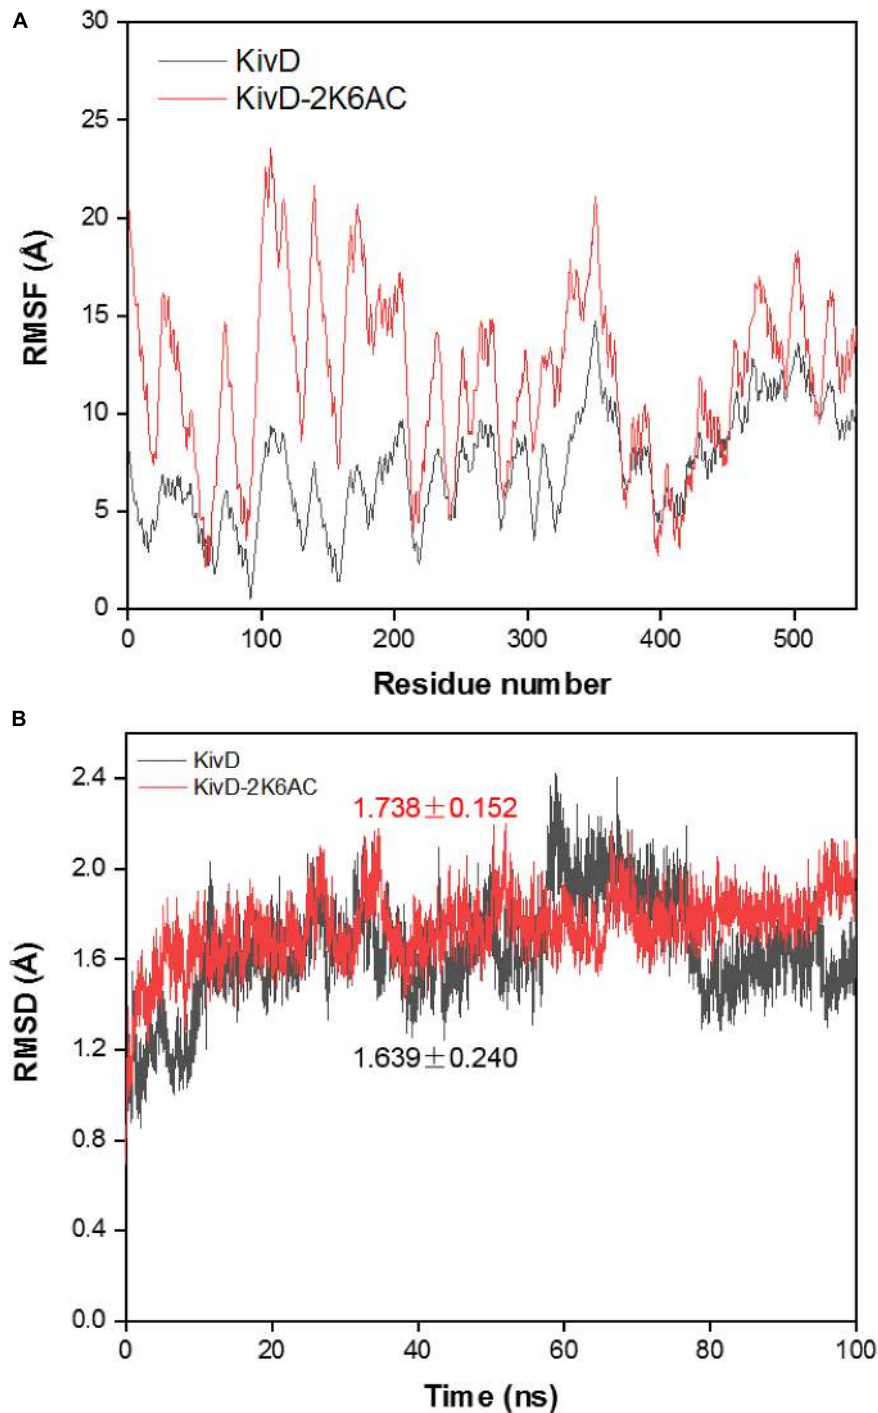 A
30
25
20
15
10
5
0
RMSF (Å)
KivD
KivD-2K6AC
0 100 200 300 400 500
Residue number
B
2.4
2.0
1.6
1.2
0.8
0.4
0.0
RMSD (Å)
KivD
KivD-2K6AC
1.738±0.152
1.639±0.240
0 20 40 60 80 100
Time (ns)